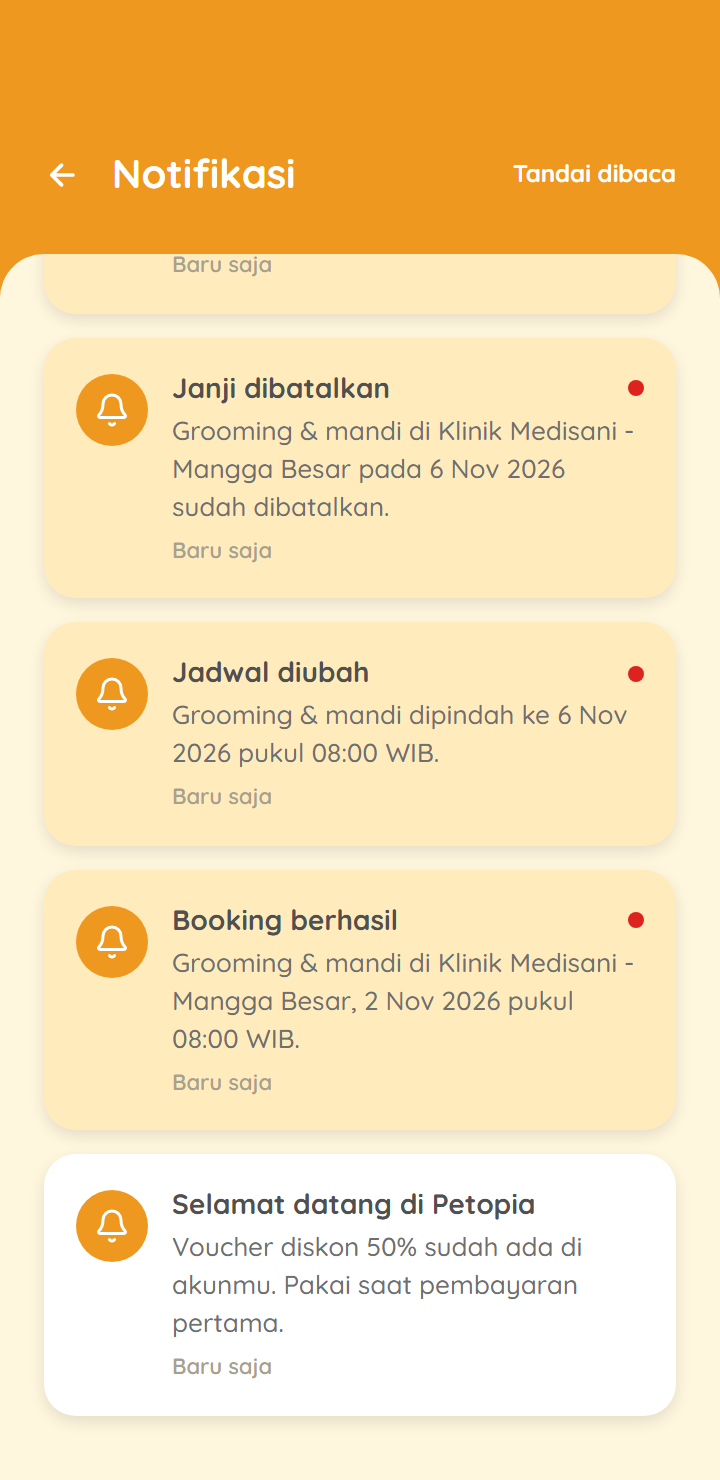 Notifikasi
Tandai dibaca
Baru saja
Janji dibatalkan
Grooming & mandi di Klinik Medisani -
Mangga Besar pada 6 Nov 2026
sudah dibatalkan.
Baru saja
Jadwal diubah
Grooming & mandi dipindah ke 6 Nov
2026 pukul 08:00 WIB.
Baru saja
Booking berhasil
Grooming & mandi di Klinik Medisani -
Mangga Besar, 2 Nov 2026 pukul
08:00 WIB.
Baru saja
Selamat datang di Petopia
Voucher diskon 50% sudah ada di
akunmu. Pakai saat pembayaran
pertama.
Baru saja